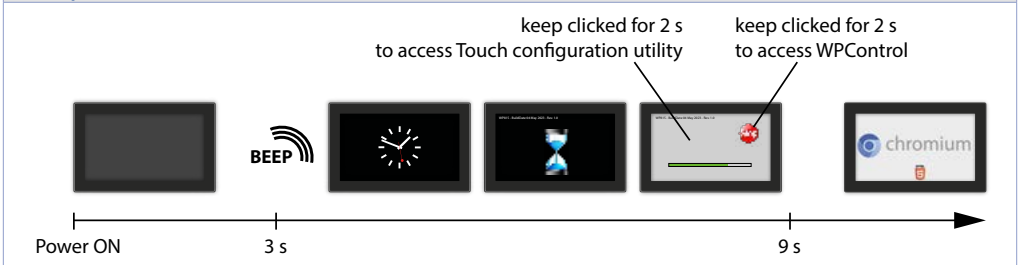 keep clicked for 2 s
to access Touch configuration utility
keep clicked for 2 s
to access WPControl
BEEP
chromium
5
Power ON
3 s
9 s